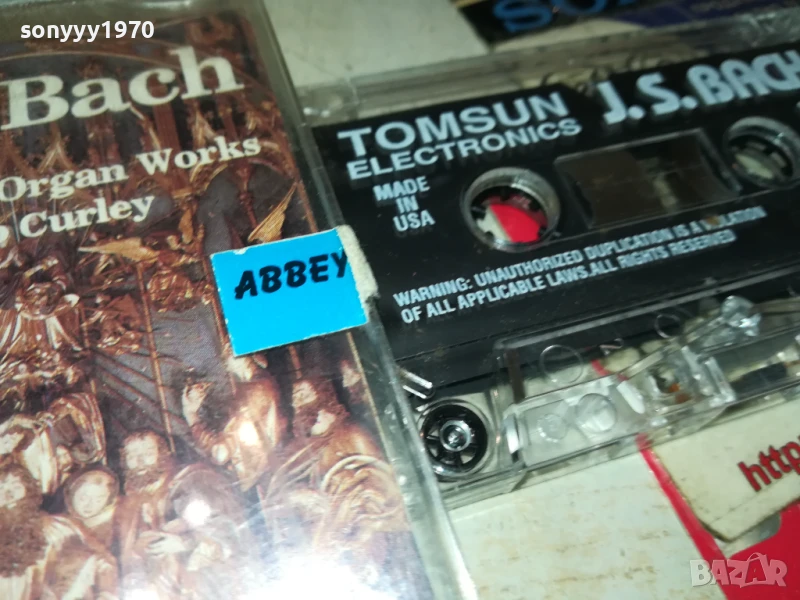 sonyyy1970
Bach
Organ Works
Curley
ABBEY
TOMSUN
ELECTRONICS
J.S. BACH
MADE
IN
USA
WARNING: UNAUTHORIZED DUPLICATION IS A VIOLATION
OF ALL APPLICABLE LAWS.ALL RIGHTS RESERVED
http
BAZAR